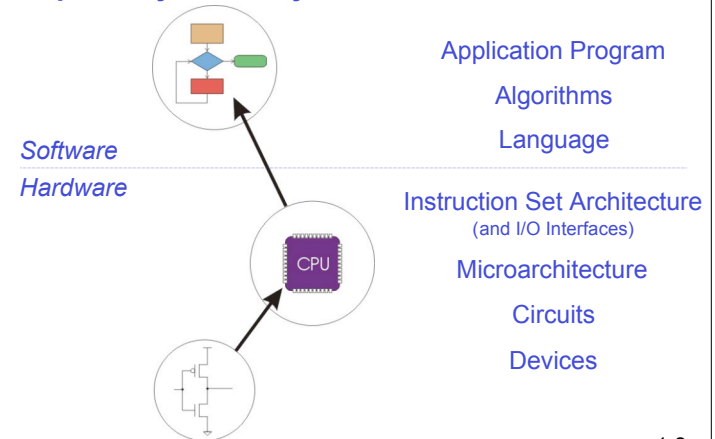 Application Program
Algorithms
Language
Software
Hardware
Instruction Set Architecture
(and I/O Interfaces)
CPU
Microarchitecture
Circuits
Devices